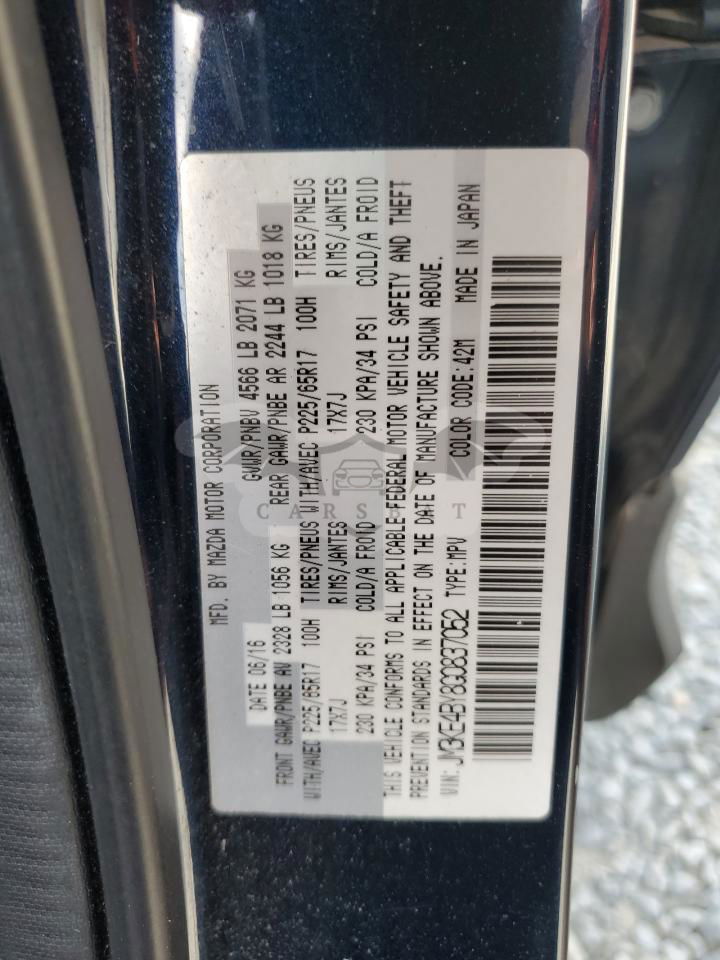 MFD. BY MAZDA MOTOR CORPORATION
DATE 06/16 GVWR/PNBV 4566 LB 2071 KG
FRONT GAWR/PNBE AV 2328 LB 1056 KG REAR GAWR/PNBE AR 2244 LB 1018 KG
WITH/AVEC P225/65R17 100H TIRES/PNEUS WITH/AVEC P225/65R17 100H TIRES/PNEUS
17X7J RIMS/JANTES 17X7J RIMS/JANTES
230 KPA/34 PSI COLD/A FROID 230 KPA/34 PSI COLD/A FROID
THIS VEHICLE CONFORMS TO ALL APPLICABLE FEDERAL MOTOR VEHICLE SAFETY AND THEFT
PREVENTION STANDARDS IN EFFECT ON THE DATE OF MANUFACTURE SHOWN ABOVE.
VIN: JM3KE4BY8G0837052 TYPE: MPV COLOR CODE: 42M MADE IN JAPAN